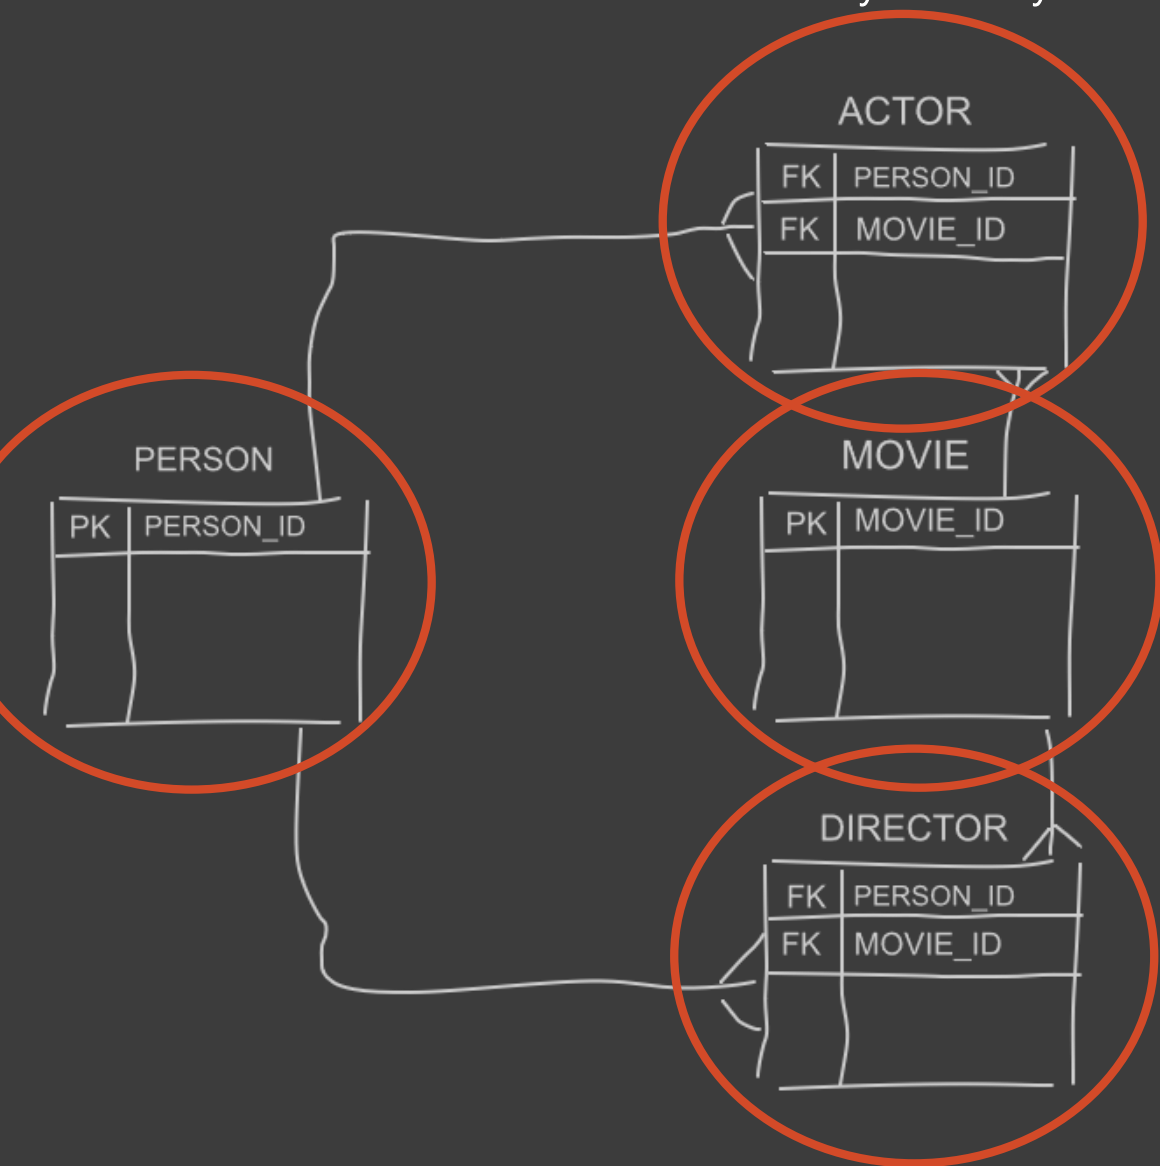 ACTOR
FK PERSON_ID
FK MOVIE_ID
PERSON
PK PERSON_ID
MOVIE
PK MOVIE_ID
DIRECTOR
FK PERSON_ID
FK MOVIE_ID